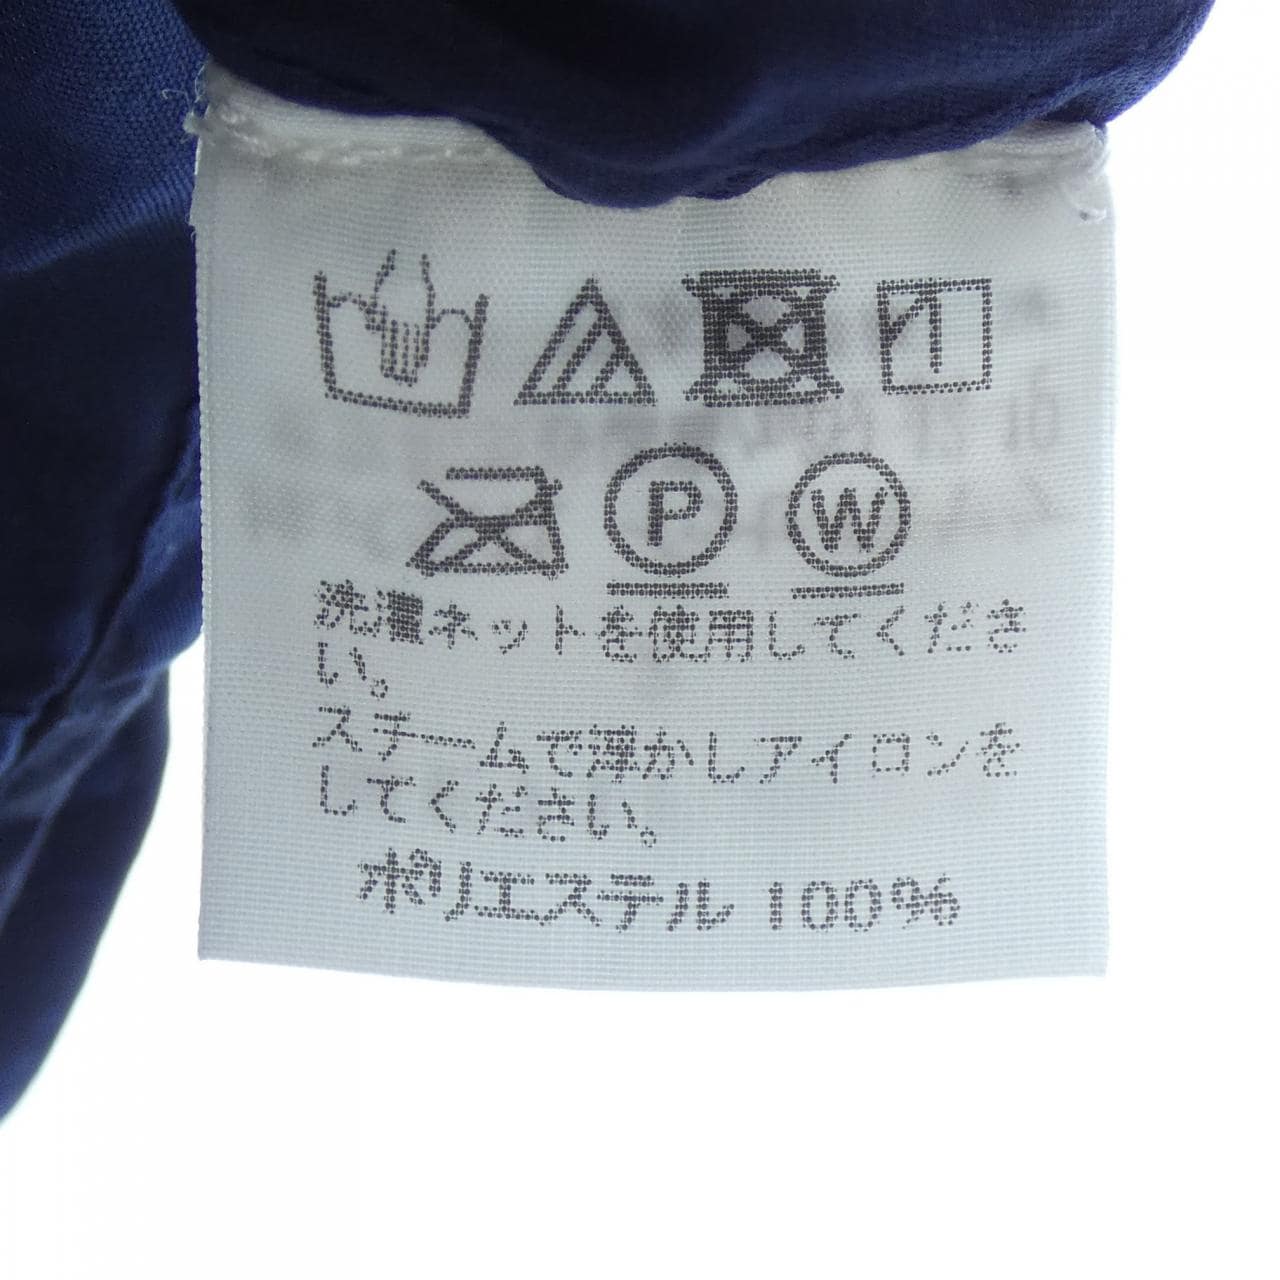 P W
洗濯ネットを使用してくださ
い。
スチームで浮かしアイロンを
してください。
ポリエステル 100%